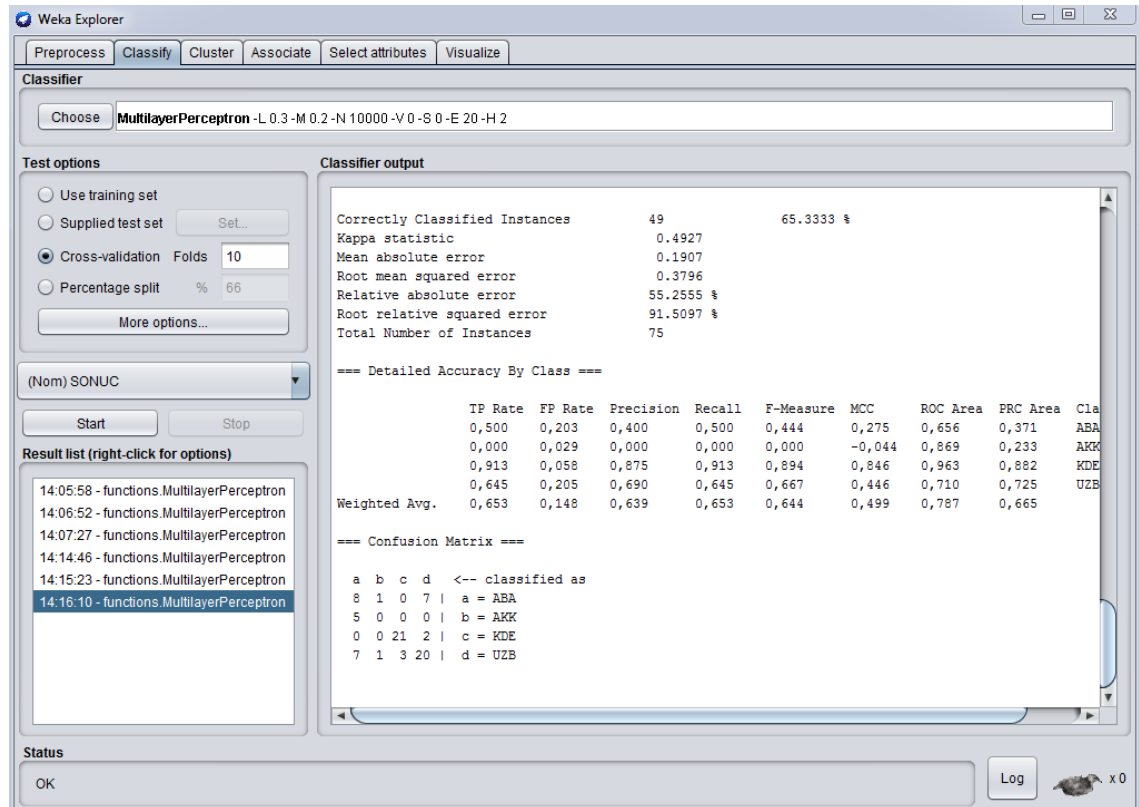 Weka Explorer
Preprocess Classify Cluster Associate Select attributes Visualize
Classifier
Choose MultilayerPerceptron -L 0.3 -M 0.2 -N 10000 -V 0 -S 0 -E 20 -H 2
Test options
Use training set
Supplied test set Set...
Cross-validation Folds 10
Percentage split % 66
More options...
(Nom) SONUC
Start Stop
Result list (right-click for options)
14:05:58 - functions.MultilayerPerceptron
14:06:52 - functions.MultilayerPerceptron
14:07:27 - functions.MultilayerPerceptron
14:14:46 - functions.MultilayerPerceptron
14:15:23 - functions.MultilayerPerceptron
14:16:10 - functions.MultilayerPerceptron
Classifier output
Correctly Classified Instances 49 65.3333 %
Kappa statistic 0.4927
Mean absolute error 0.1907
Root mean squared error 0.3796
Relative absolute error 55.2555 %
Root relative squared error 91.5097 %
Total Number of Instances 75
=== Detailed Accuracy By Class ===
TP Rate FP Rate Precision Recall F-Measure MCC ROC Area PRC Area Cla
0,500 0,203 0,400 0,500 0,444 0,275 0,656 0,371 ABA
0,000 0,029 0,000 0,000 0,000 -0,044 0,869 0,233 AKK
0,913 0,058 0,875 0,913 0,894 0,846 0,963 0,882 KDE
0,645 0,205 0,690 0,645 0,667 0,446 0,710 0,725 UZB
Weighted Avg. 0,653 0,148 0,639 0,653 0,644 0,499 0,787 0,665
=== Confusion Matrix ===
a b c d <-- classified as
8 1 0 7 | a = ABA
5 0 0 0 | b = AKK
0 0 21 2 | c = KDE
7 1 3 20 | d = UZB
Status
OK
Log
x 0